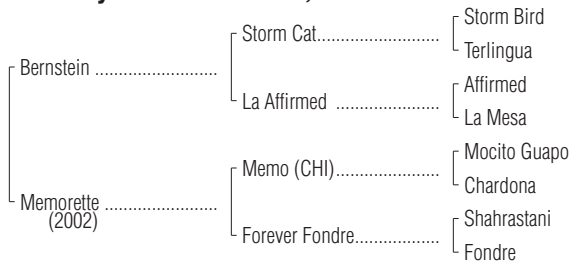 Storm Bird
Storm Cat....................................
Terlingua
Bernstein ....................................
Affirmed
La Affirmed ..............................
La Mesa
Mocito Guapo
Memo (CHI)..............................
Chardona
Memorette .................................
(2002)
Shahrastani
Forever Fondre.........................
Fondre